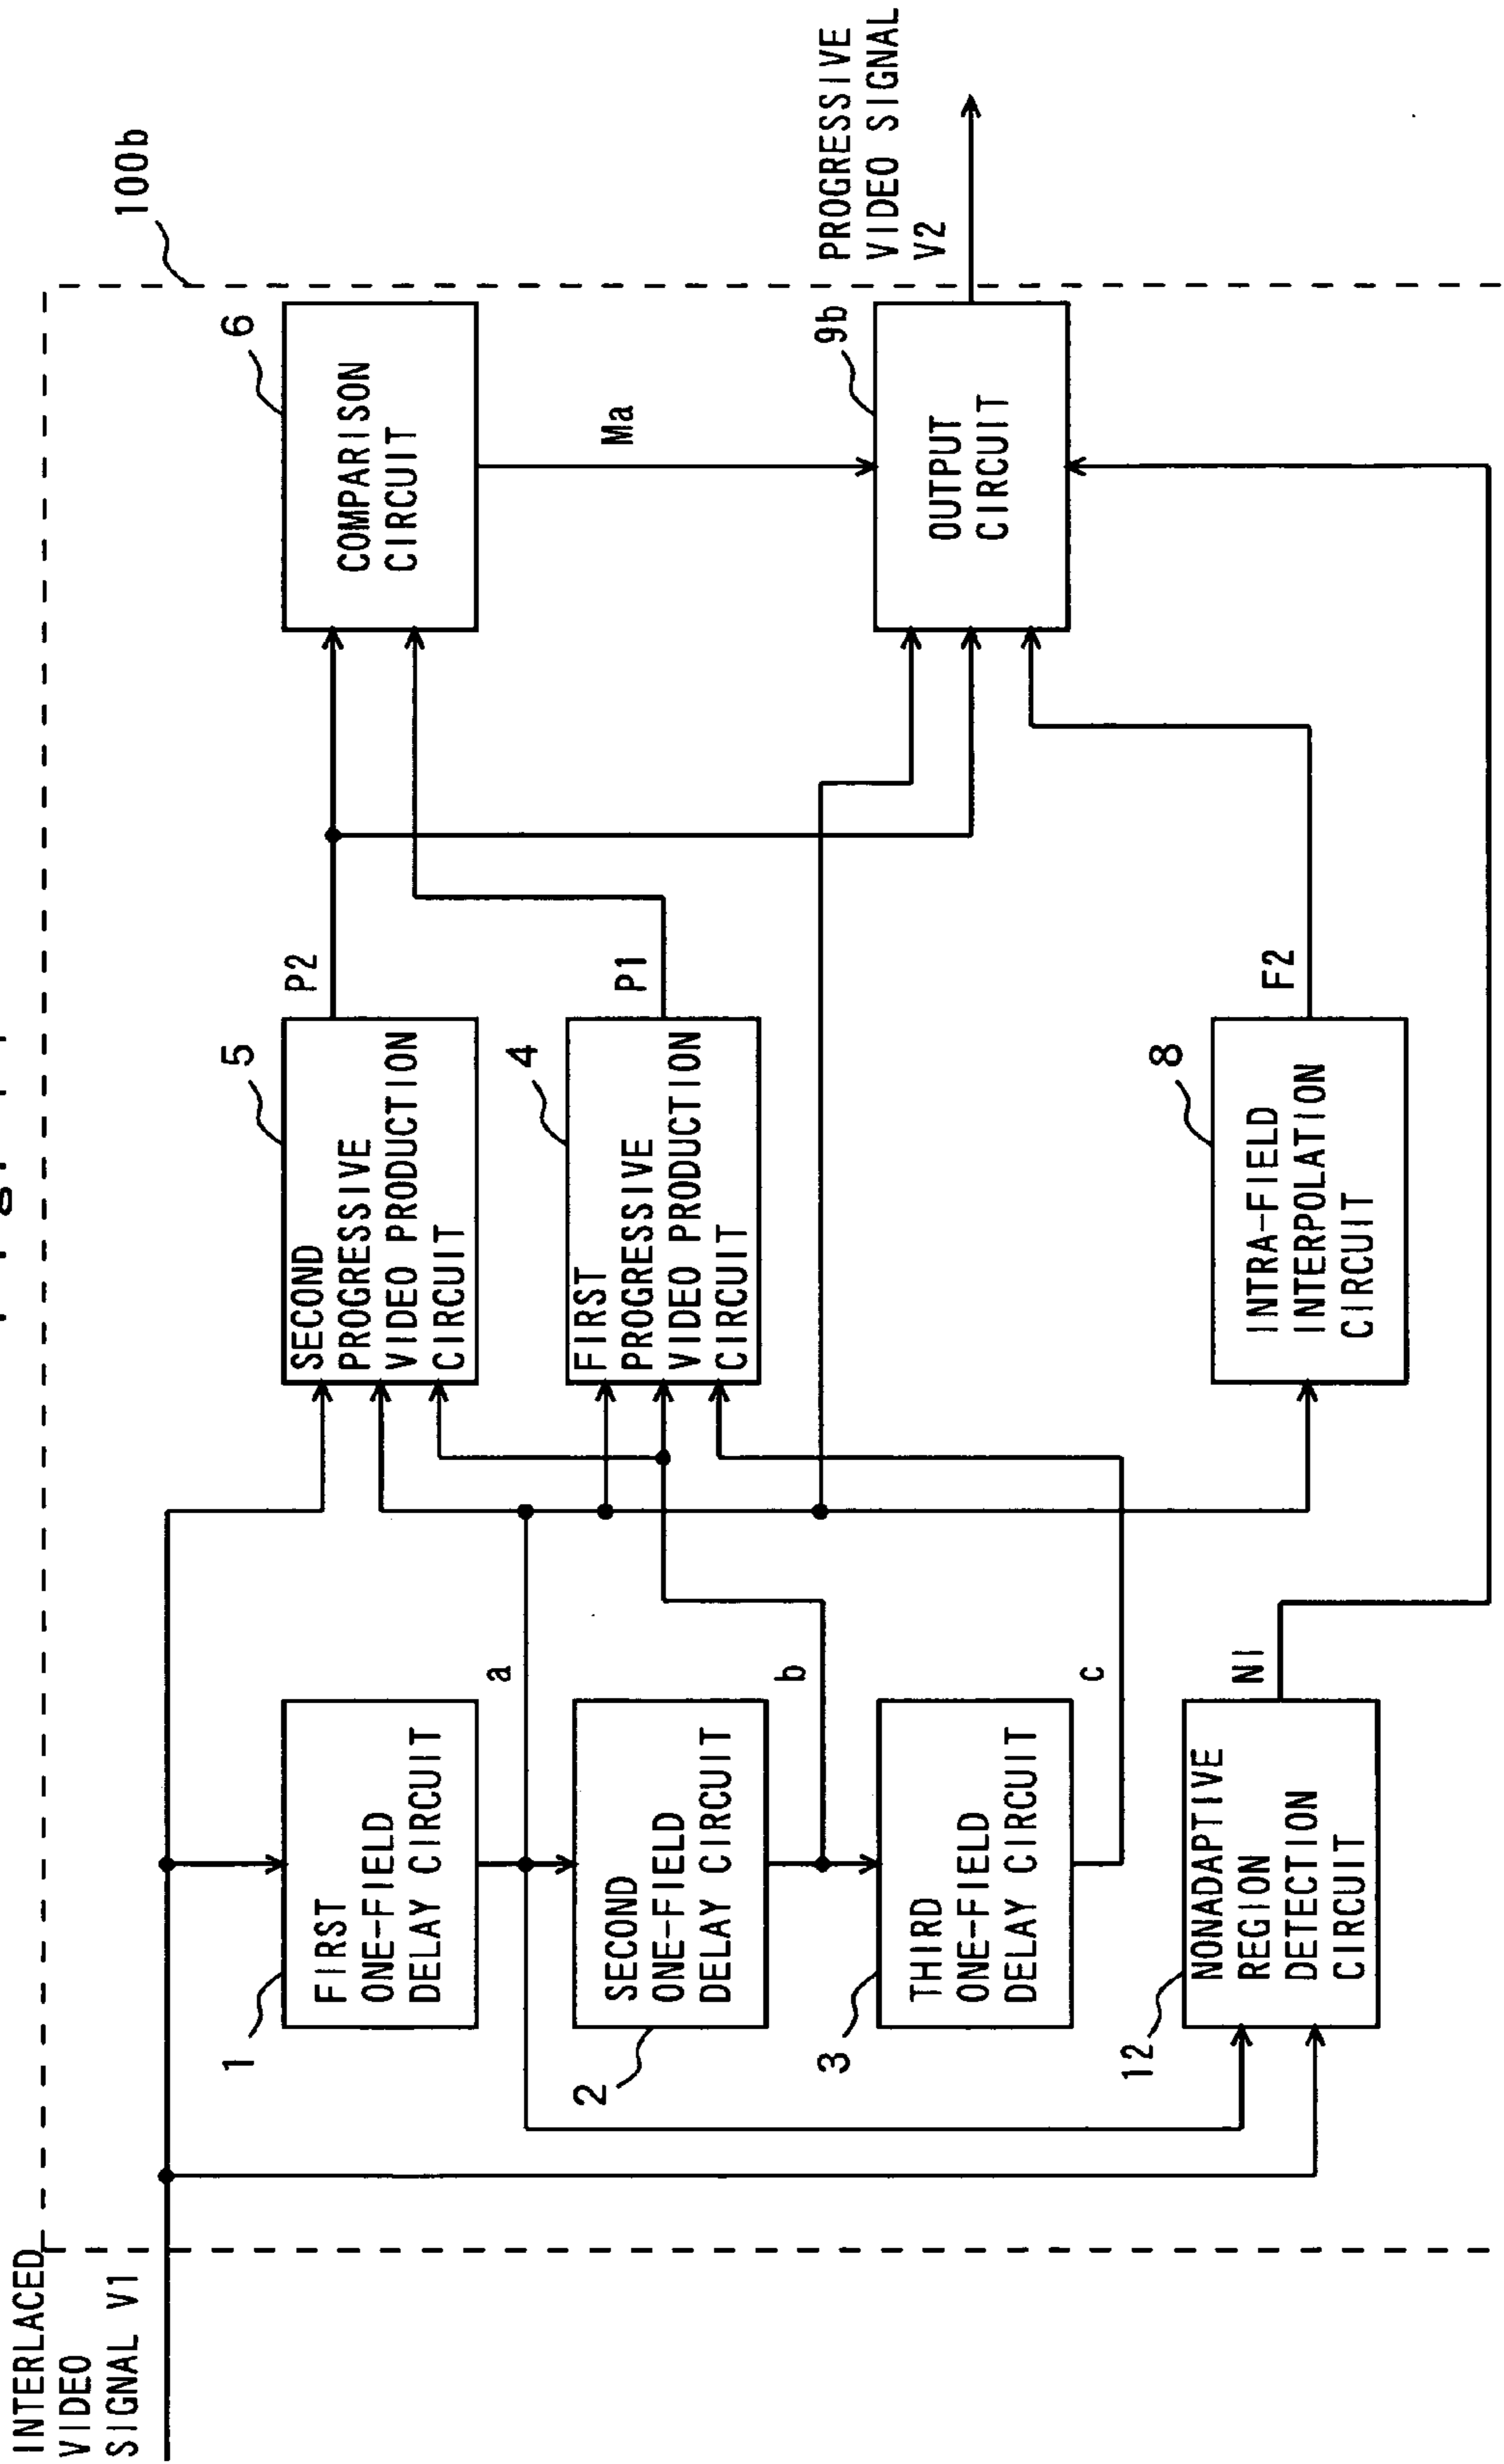 INTERLACED
VIDEO
SIGNAL V1
100b
1
FIRST
ONE-FIELD
DELAY CIRCUIT
a
2
SECOND
ONE-FIELD
DELAY CIRCUIT
b
3
THIRD
ONE-FIELD
DELAY CIRCUIT
c
12
NONADAPTIVE
REGION
DETECTION
CIRCUIT
NI
5
SECOND
PROGRESSIVE
VIDEO PRODUCTION
CIRCUIT
P2
4
FIRST
PROGRESSIVE
VIDEO PRODUCTION
CIRCUIT
P1
8
INTRA-FIELD
INTERPOLATION
CIRCUIT
F2
6
COMPARISON
CIRCUIT
Ma
9b
OUTPUT
CIRCUIT
PROGRESSIVE
VIDEO SIGNAL
V2